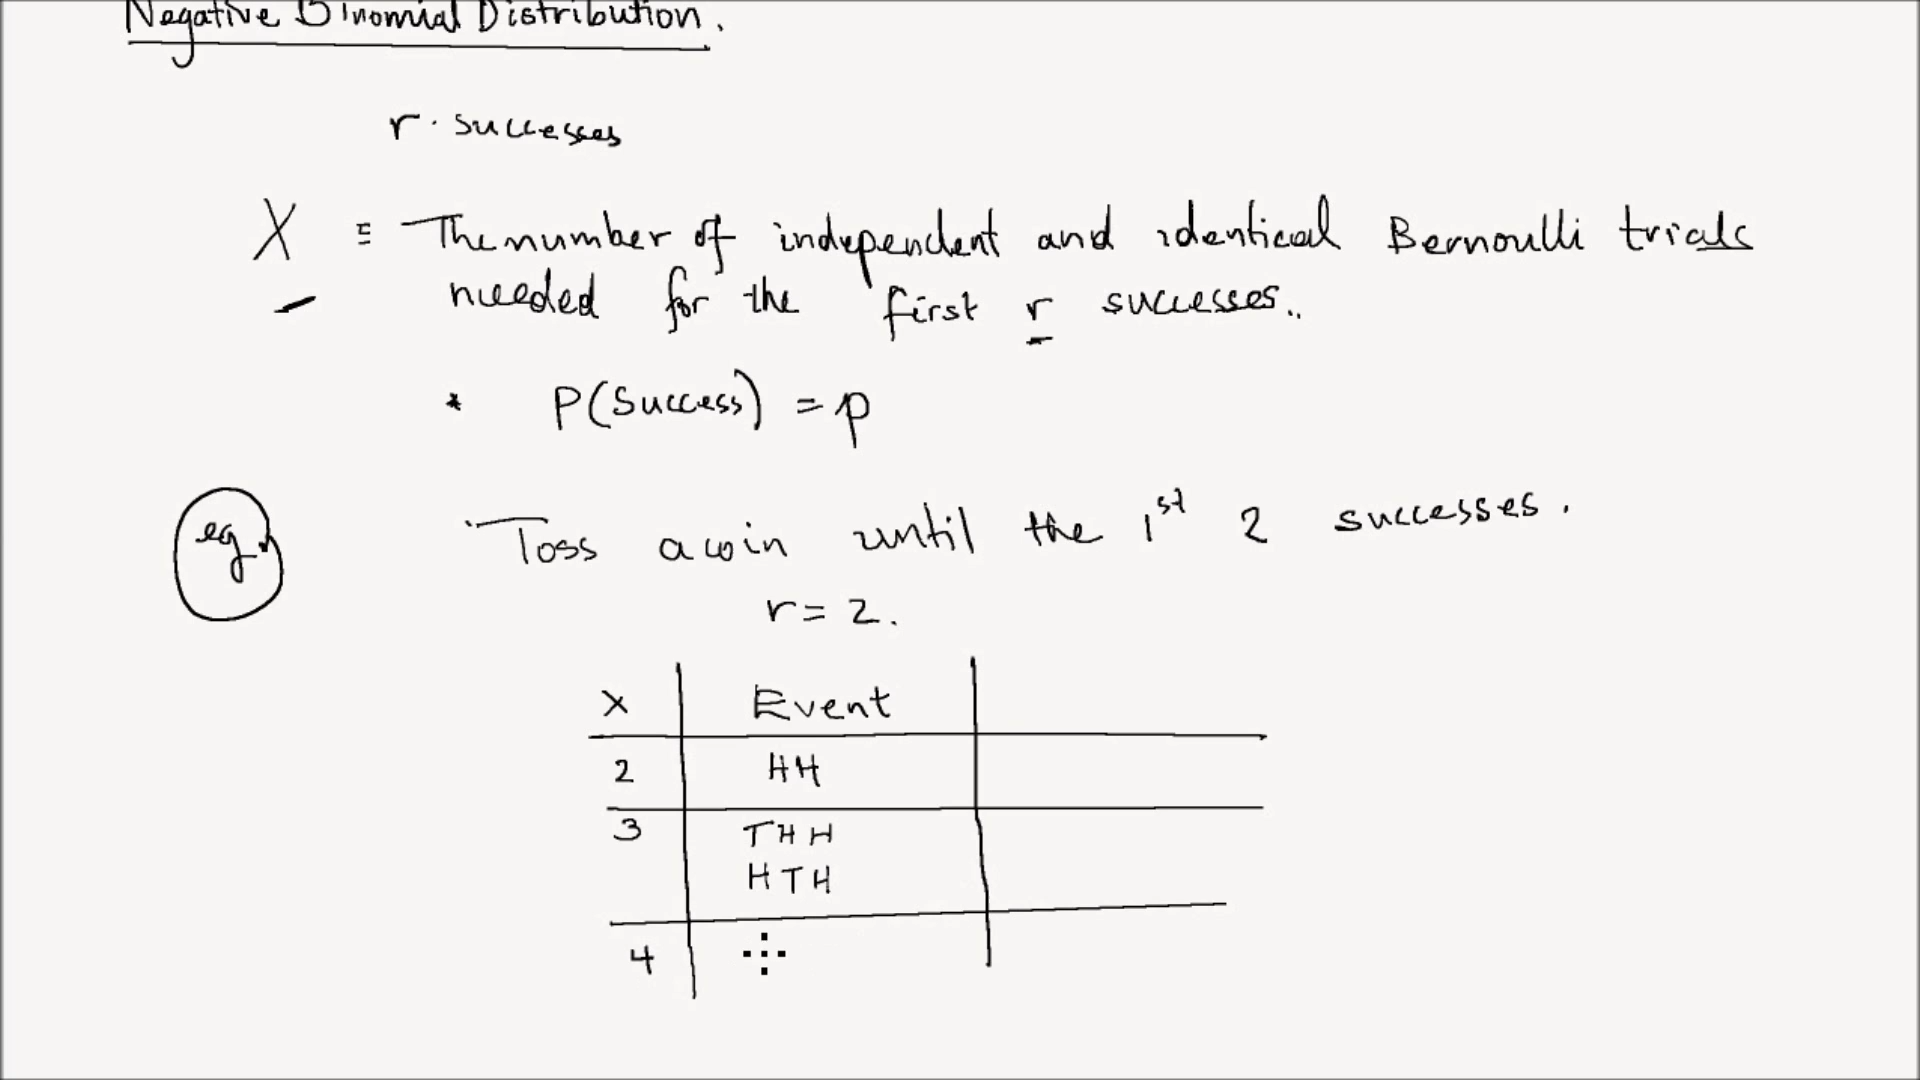 Negative Binomial Distribution.
r. successes
X ≡ The number of independent and identical Bernoulli trials
needed for the first r successes..
* P(Success) = p
eg. Toss a coin until the 1st 2 successes.
r = 2.
X Event
2 HH
3 THH
HTH
4